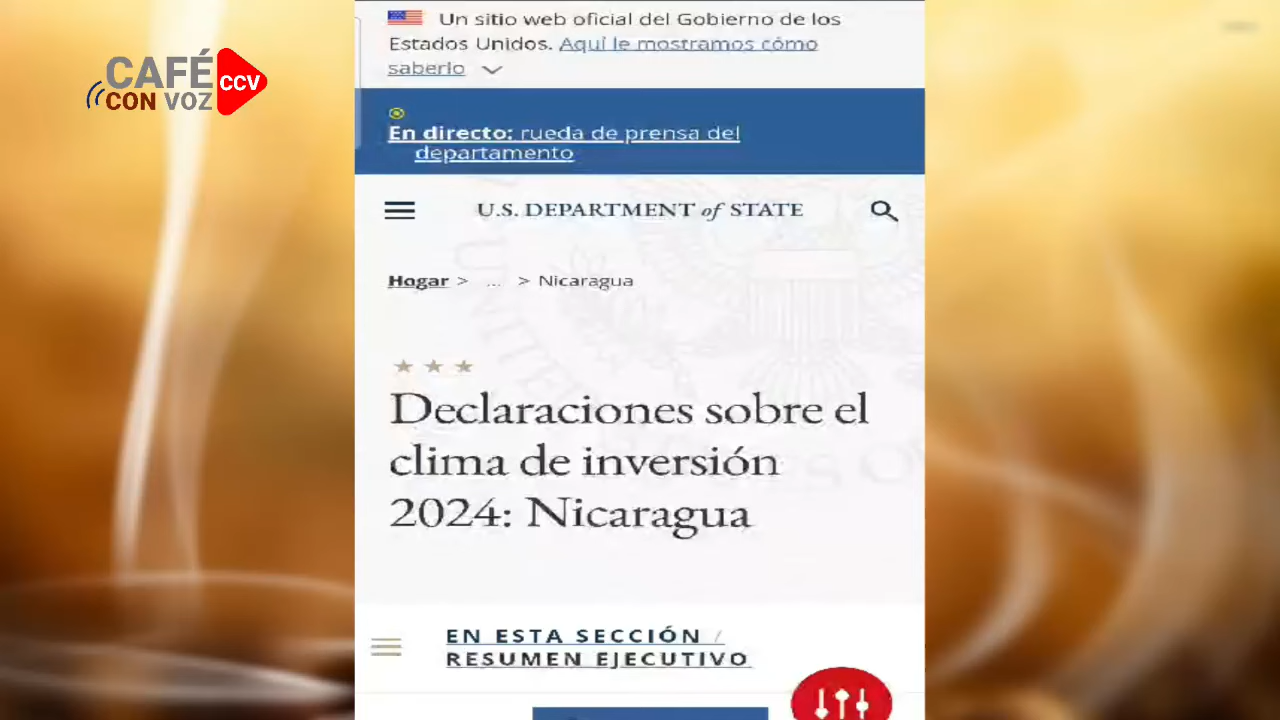 CAFÉ
CON VOZ
CCV
Un sitio web oficial del Gobierno de los
Estados Unidos. Aquí le mostramos cómo
saberlo
En directo: rueda de prensa del
departamento
U.S. DEPARTMENT of STATE
Hogar > ... > Nicaragua
Declaraciones sobre el
clima de inversión
2024: Nicaragua
EN ESTA SECCIÓN /
RESUMEN EJECUTIVO